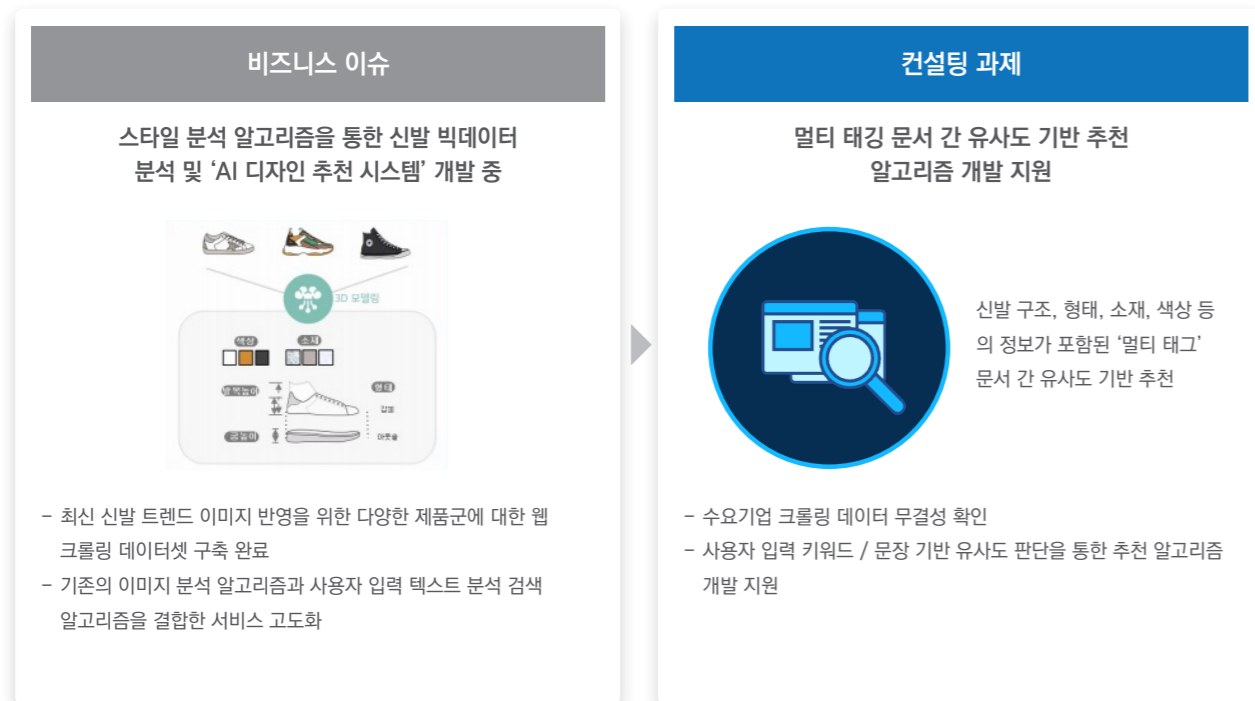 비즈니스 이슈
스타일 분석 알고리즘을 통한 신발 빅데이터
분석 및 ‘AI 디자인 추천 시스템’ 개발 중
3D 모델링
색상
소재
발목높이
형태
갑피
굽높이
아웃솔
– 최신 신발 트렌드 이미지 반영을 위한 다양한 제품군에 대한 웹
크롤링 데이터셋 구축 완료
– 기존의 이미지 분석 알고리즘과 사용자 입력 텍스트 분석 검색
알고리즘을 결합한 서비스 고도화
컨설팅 과제
멀티 태깅 문서 간 유사도 기반 추천
알고리즘 개발 지원
신발 구조, 형태, 소재, 색상 등
의 정보가 포함된 ‘멀티 태그’
문서 간 유사도 기반 추천
– 수요기업 크롤링 데이터 무결성 확인
– 사용자 입력 키워드 / 문장 기반 유사도 판단을 통한 추천 알고리즘
개발 지원